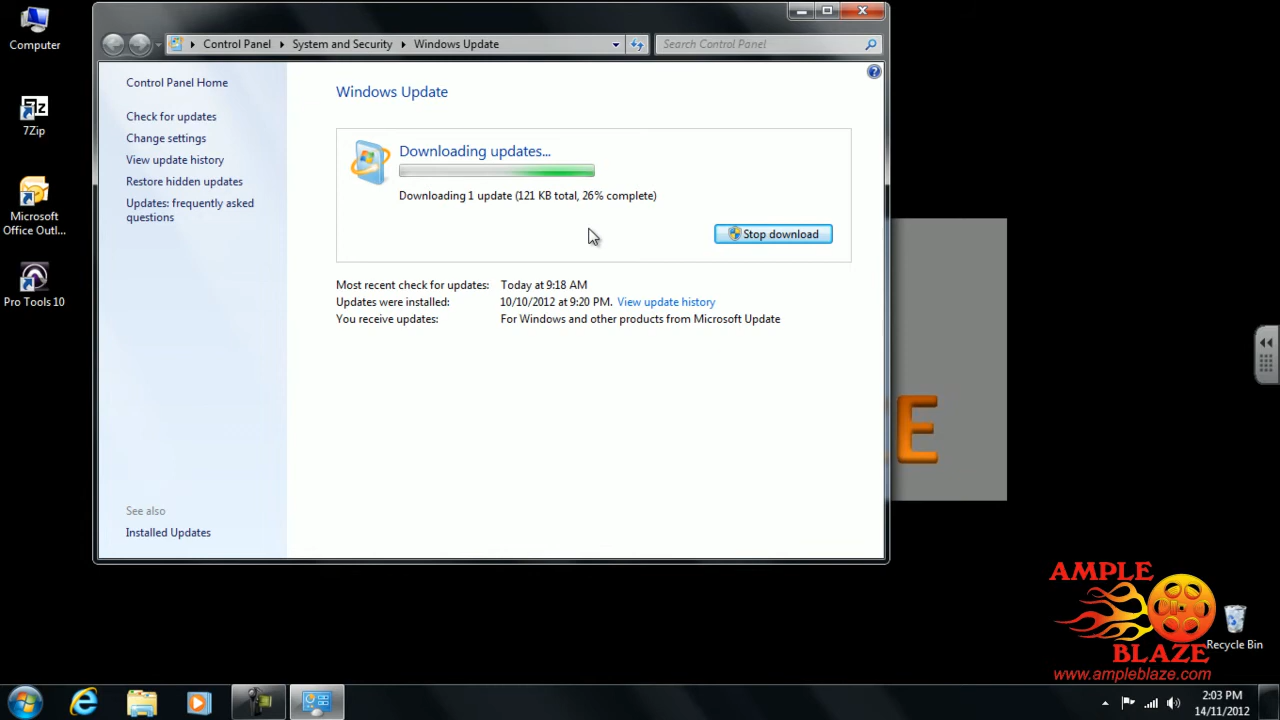 Computer
7Zip
Microsoft
Office Outl...
Pro Tools 10
Control Panel
System and Security
Windows Update
Search Control Panel
Control Panel Home
Check for updates
Change settings
View update history
Restore hidden updates
Updates: frequently asked
questions
See also
Installed Updates
Windows Update
Downloading updates...
Downloading 1 update (121 KB total, 26% complete)
Stop download
Most recent check for updates: Today at 9:18 AM
Updates were installed: 10/10/2012 at 9:20 PM. View update history
You receive updates: For Windows and other products from Microsoft Update
E
AMPLE
BLAZE
www.ampleblaze.com
Recycle Bin
2:03 PM
14/11/2012